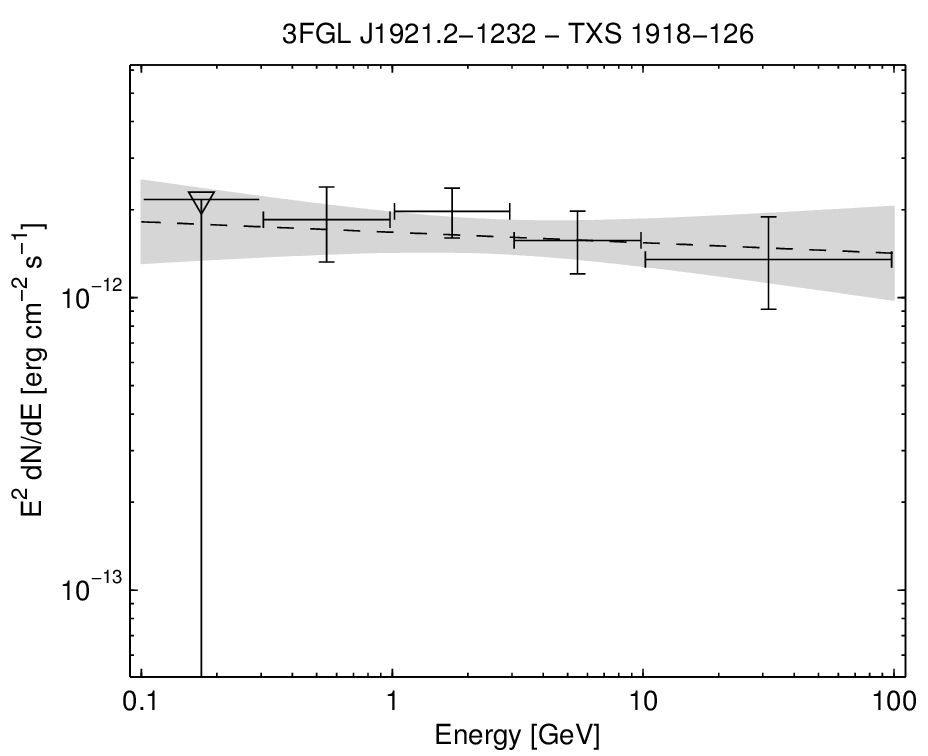 3FGL J1921.2−1232 − TXS 1918−126
E² dN/dE [erg cm⁻² s⁻¹]
10⁻¹²
10⁻¹³
0.1 1 10 100
Energy [GeV]